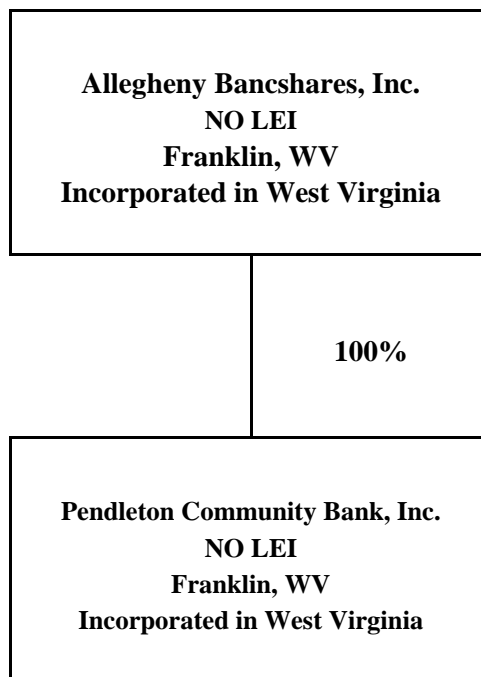 Allegheny Bancshares, Inc.
NO LEI
Franklin, WV
Incorporated in West Virginia
100%
Pendleton Community Bank, Inc.
NO LEI
Franklin, WV
Incorporated in West Virginia